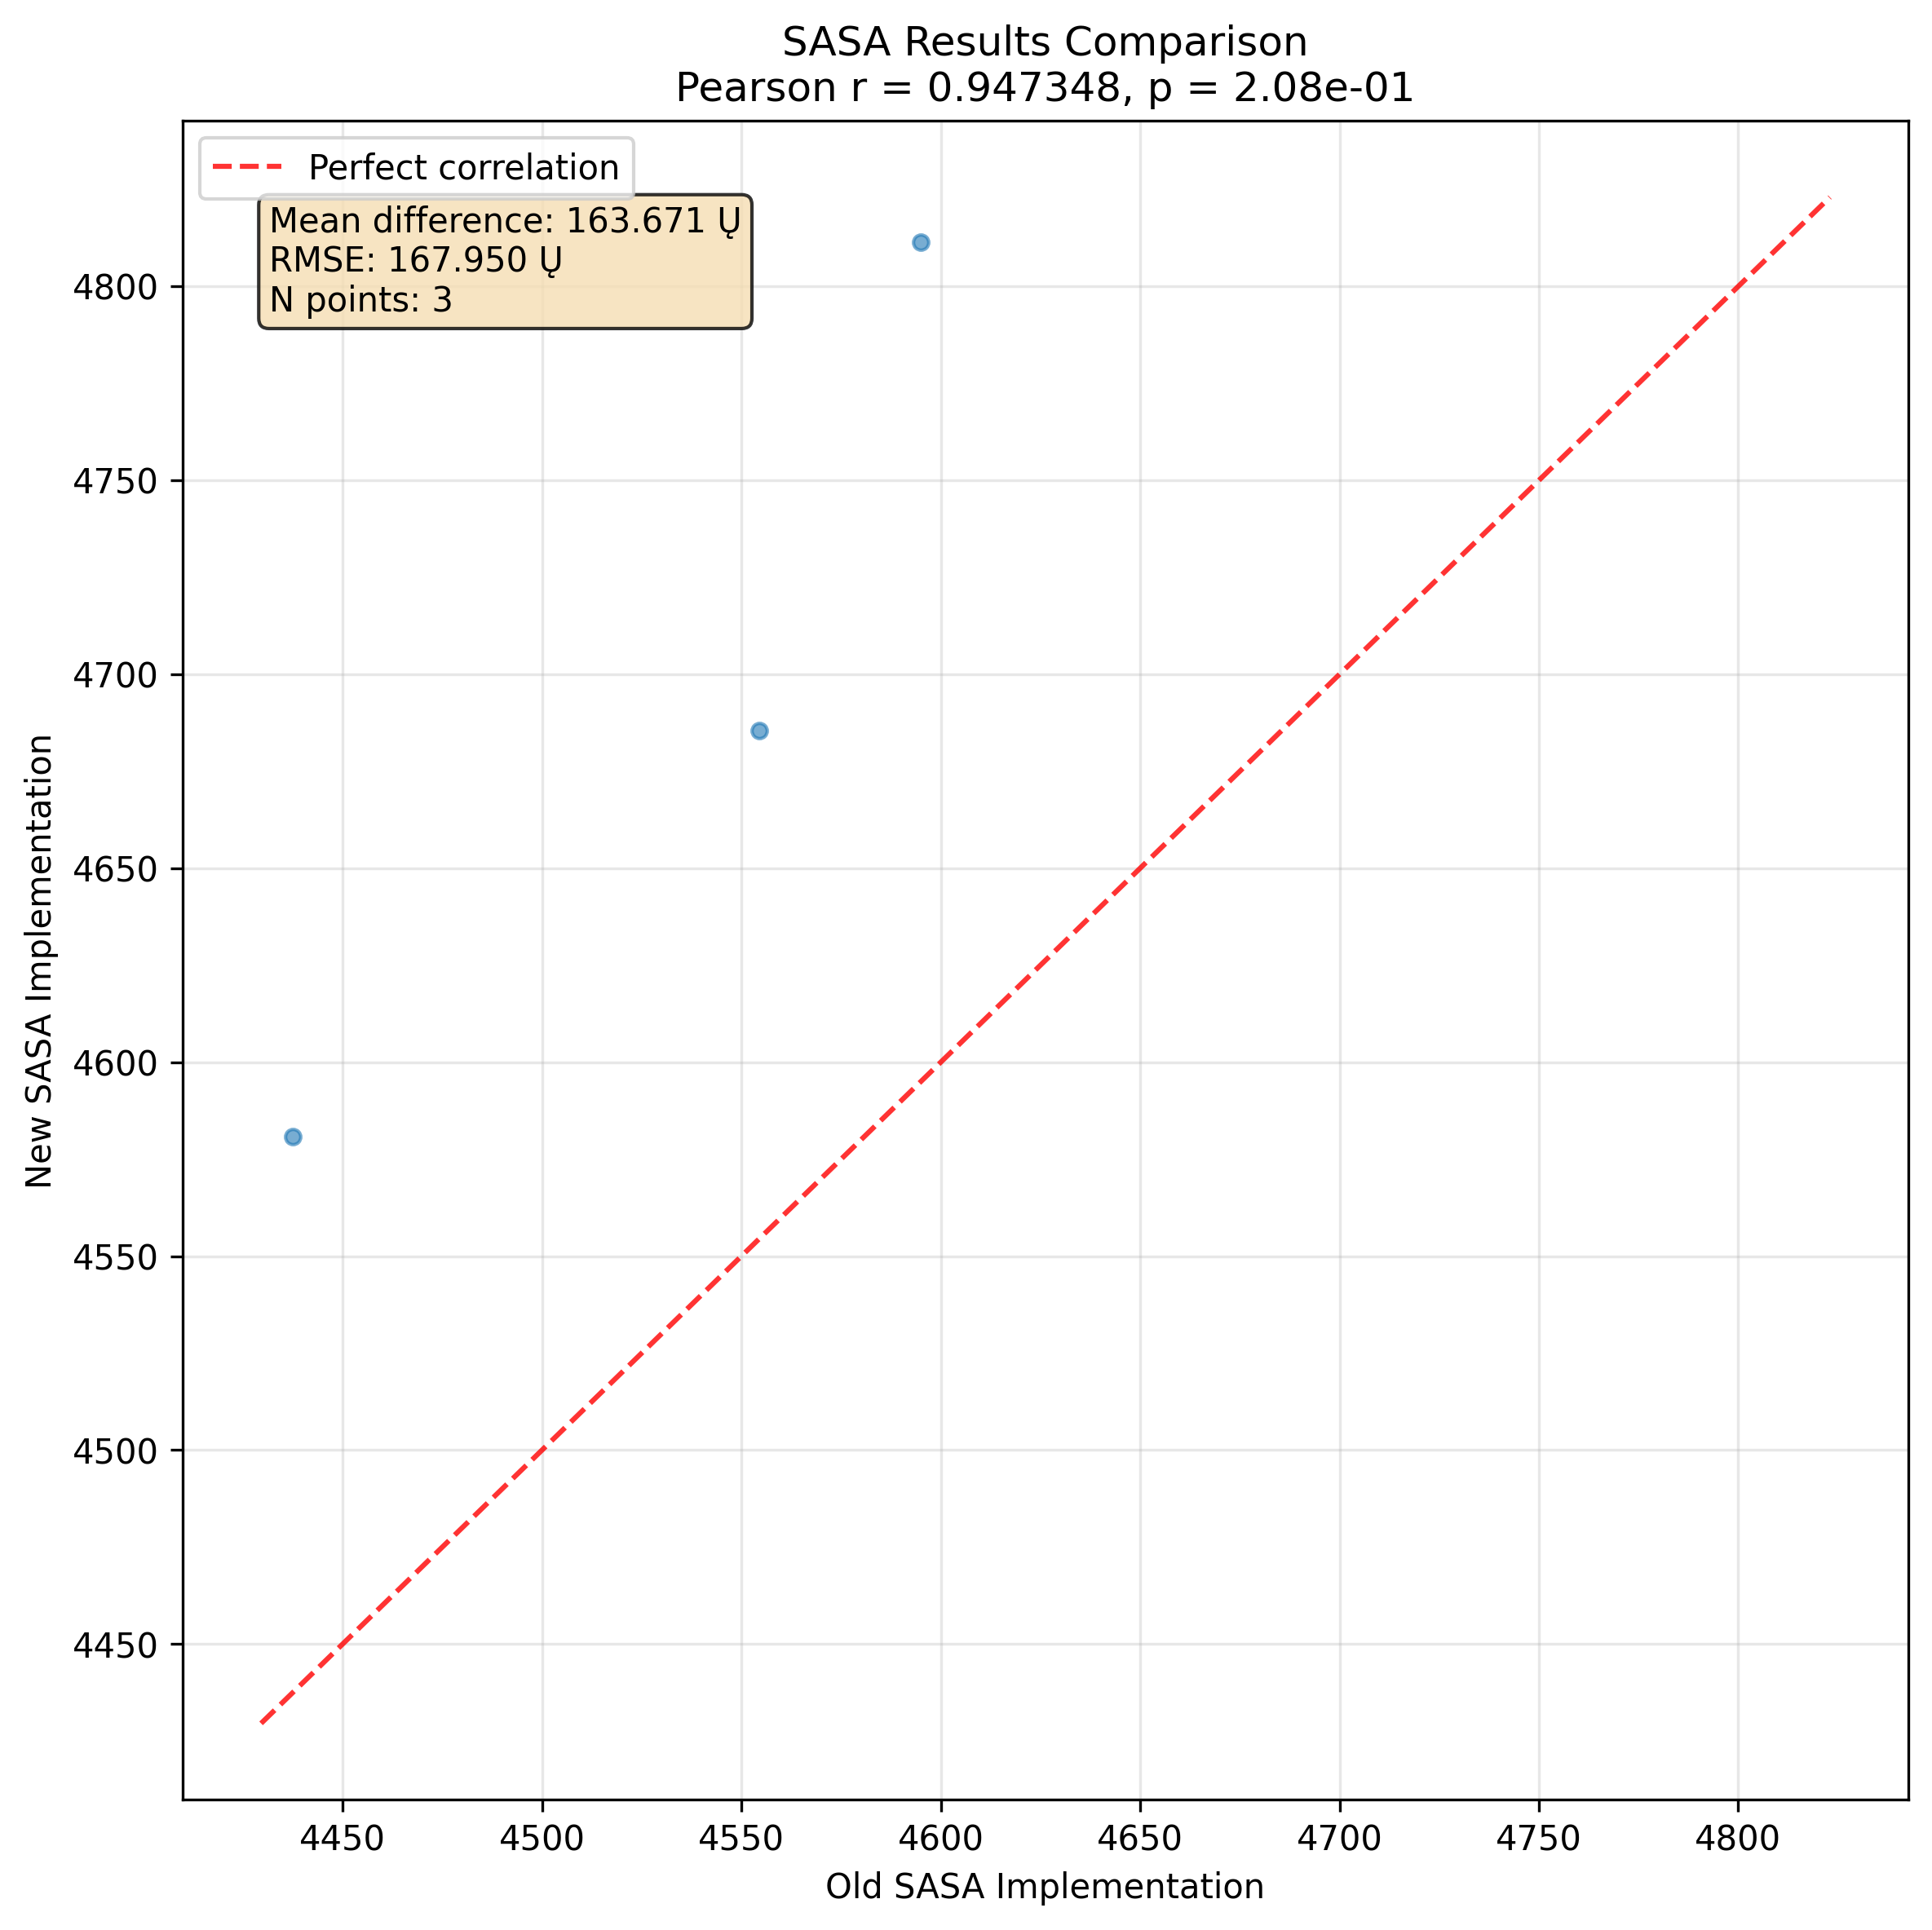 SASA Results Comparison
Pearson r = 0.947348, p = 2.08e-01
Perfect correlation
Mean difference: 163.671 Ų
RMSE: 167.950 Ų
N points: 3
4800
4750
4700
4650
4600
4550
4500
4450
New SASA Implementation
4450 4500 4550 4600 4650 4700 4750 4800
Old SASA Implementation